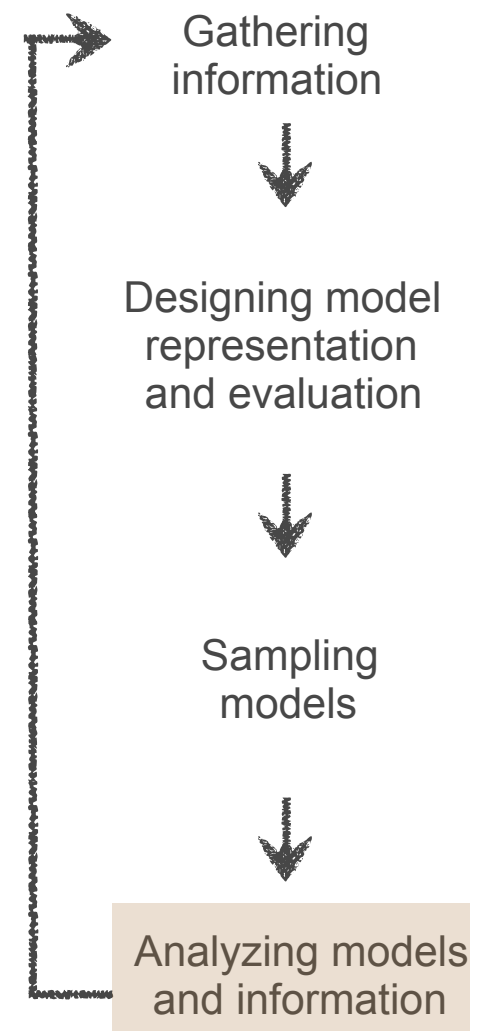 Gathering
information
Designing model
representation
and evaluation
Sampling
models
Analyzing models
and information